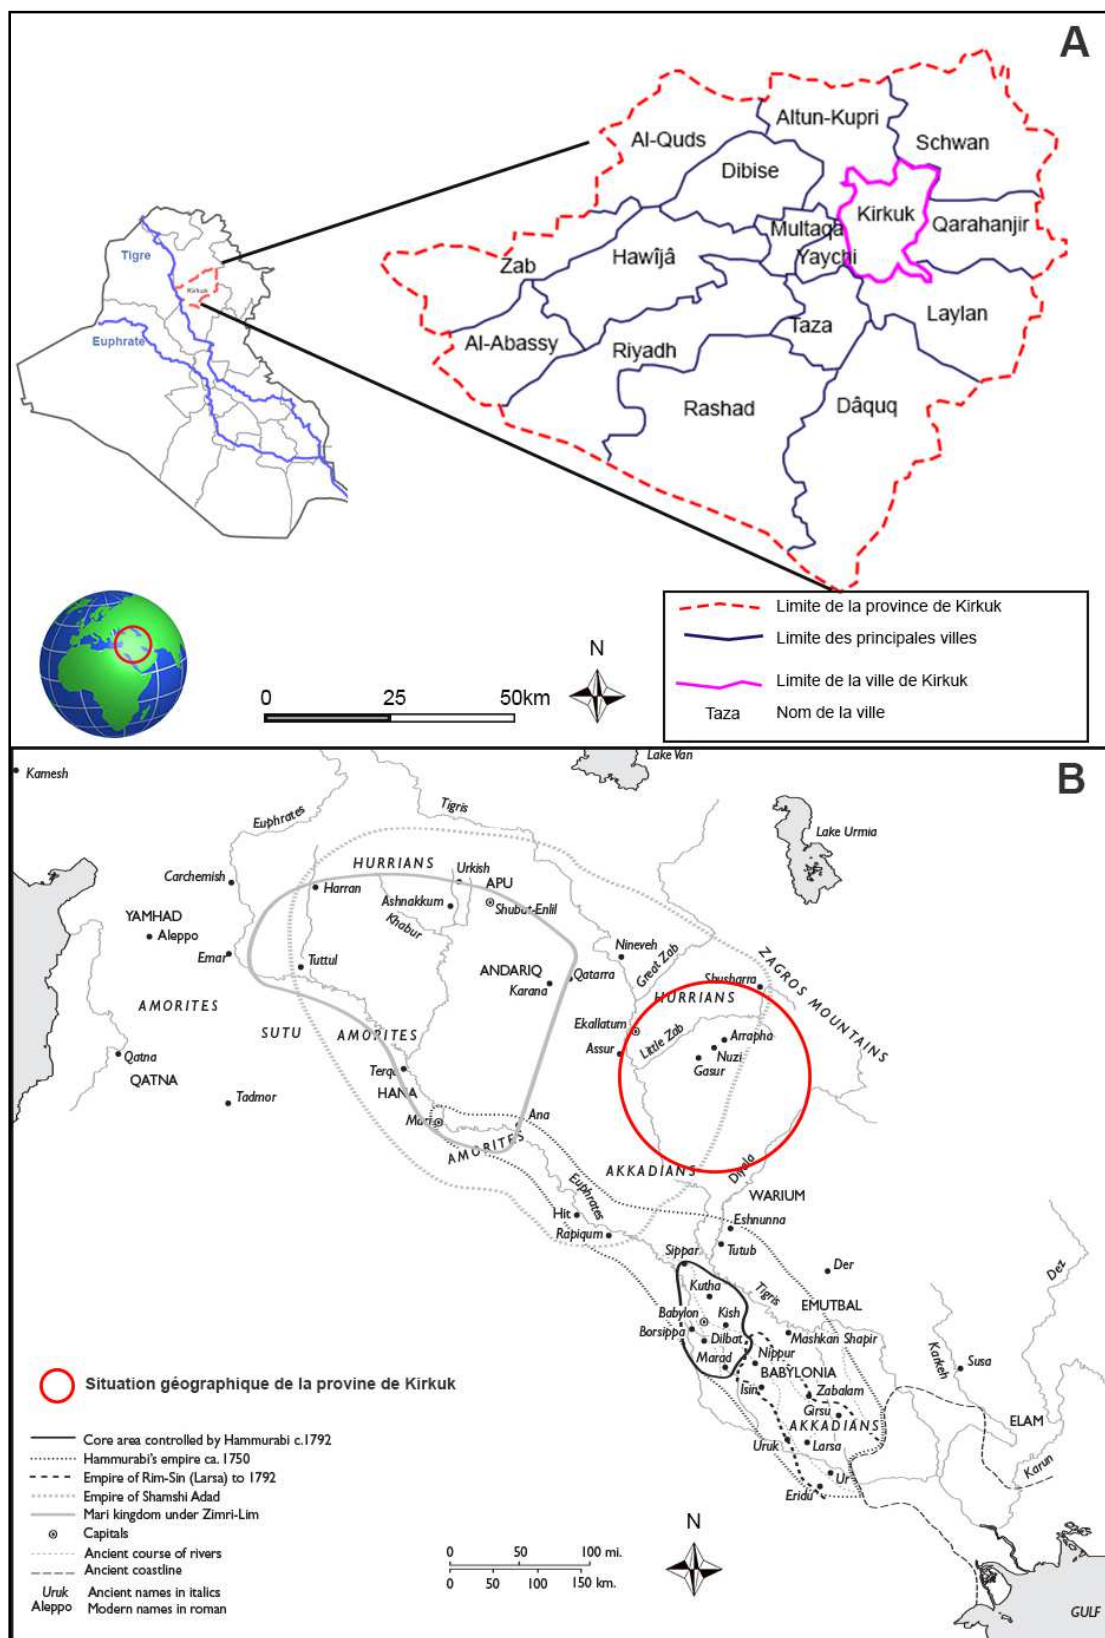 A
Al-Quds
Altun-Kupri
Schwan
Dibise
Kirkuk
Multaqa
Qarahanjir
Hawîjâ
Yaychi
Zab
Taza
Laylan
Al-Abassy
Riyadh
Rashad
Dâquq
Tigre
Kirkuk
Euphrate
Limite de la province de Kirkuk
Limite des principales villes
Limite de la ville de Kirkuk
Taza Nom de la ville
N
0 25 50km
B
Kamesh
Lake Van
Tigris
Euphrates
Lake Urmia
HURRIANS
Urkish
Carchemish
Harran
APU
Ashnakkum
Shubat-Enlil
Khabur
YAMHAD
Aleppo
Nineveh
Great Zab
ZAGROS MOUNTAINS
Emar
Tuttul
ANDARIQ
Qatarra
Karana
Shusharra
HURRIANS
AMORITES
SUTU
AMORITES
Ekallatum
Little Zab
Arrapha
Assur
Nuzi
Gasur
Qatna
QATNA
Terqa
HANA
Tadmor
Mari
Ana
AMORITES
AKKADIANS
Diyala
Euphrates
WARIUM
Hit
Eshnunna
Rapiqum
Tutub
Sippar
Der
Dez
Kutha
Tigris
EMUTBAL
Babylon
Kish
Borsippa
Dilbat
Mashkan Shapir
Marad
Nippur
Karkeh
Susa
BABYLONIA
Isin
Zabalam
Girsu
ELAM
AKKADIANS
Uruk
Larsa
Karun
Ur
Eridu
GULF
Situation géographique de la provine de Kirkuk
Core area controlled by Hammurabi c.1792
Hammurabi's empire ca. 1750
Empire of Rim-Sin (Larsa) to 1792
Empire of Shamshi Adad
Mari kingdom under Zimri-Lim
Capitals
Ancient course of rivers
Ancient coastline
Uruk Ancient names in italics
Aleppo Modern names in roman
0 50 100 mi.
0 50 100 150 km.
N